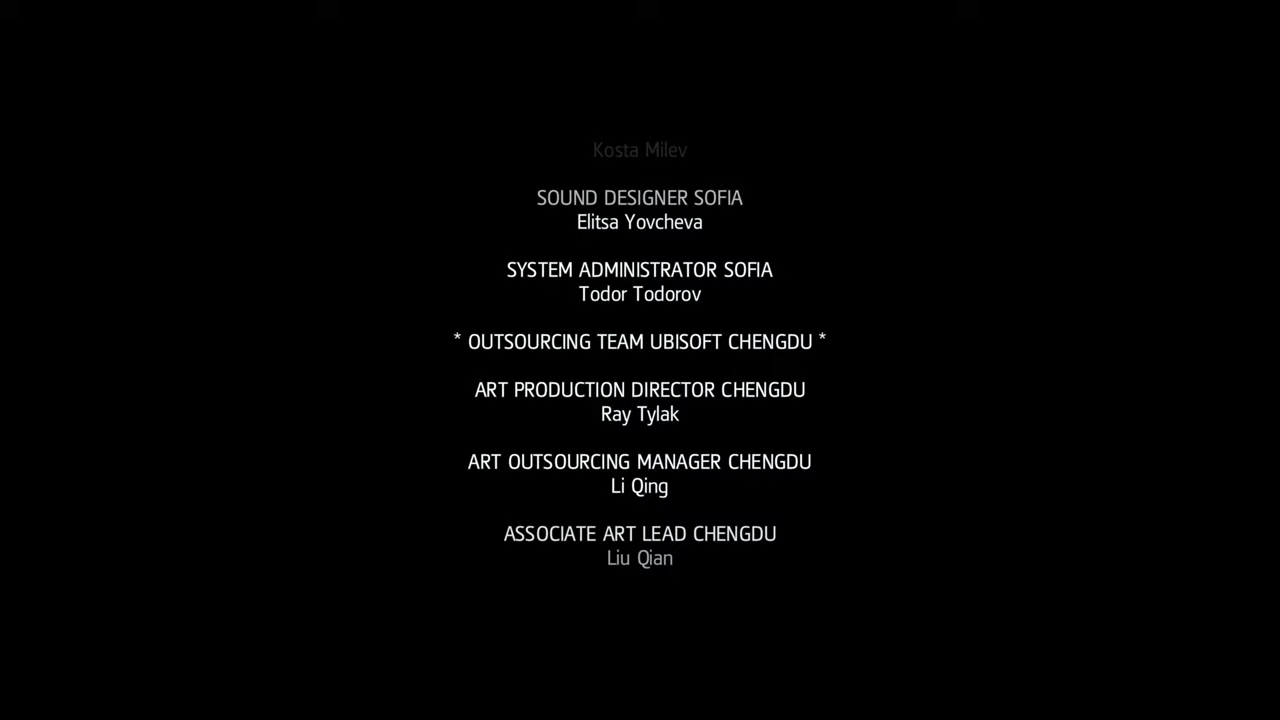 Kosta Milev
SOUND DESIGNER SOFIA
Elitsa Yovcheva
SYSTEM ADMINISTRATOR SOFIA
Todor Todorov
* OUTSOURCING TEAM UBISOFT CHENGDU *
ART PRODUCTION DIRECTOR CHENGDU
Ray Tylak
ART OUTSOURCING MANAGER CHENGDU
Li Qing
ASSOCIATE ART LEAD CHENGDU
Liu Qian